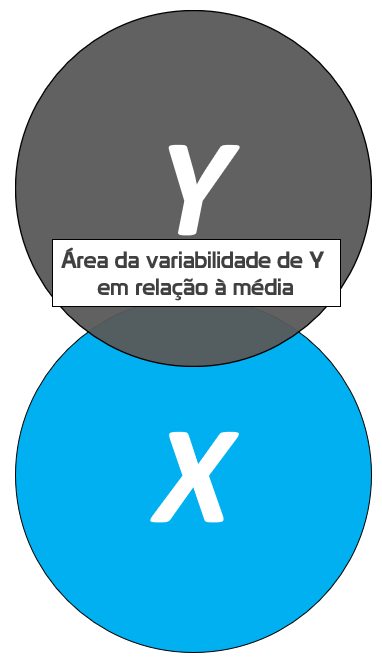 Y
Área da variabilidade de Y
em relação à média
X